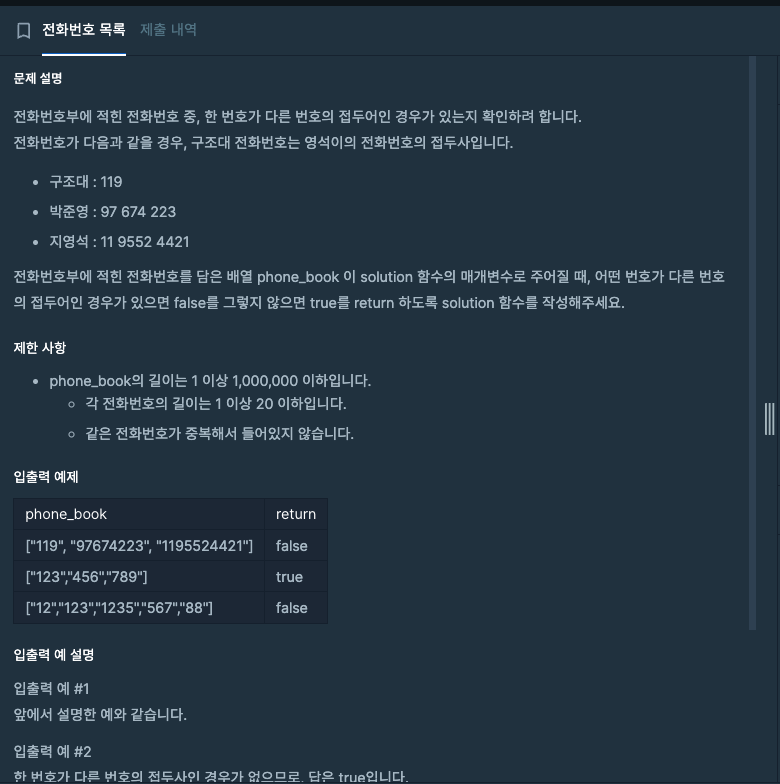 전화번호 목록 제출 내역
문제 설명
전화번호부에 적힌 전화번호 중, 한 번호가 다른 번호의 접두어인 경우가 있는지 확인하려 합니다.
전화번호가 다음과 같을 경우, 구조대 전화번호는 영석이의 전화번호의 접두사입니다.
구조대 : 119
박준영 : 97 674 223
지영석 : 11 9552 4421
전화번호부에 적힌 전화번호를 담은 배열 phone_book 이 solution 함수의 매개변수로 주어질 때, 어떤 번호가 다른 번호
의 접두어인 경우가 있으면 false를 그렇지 않으면 true를 return 하도록 solution 함수를 작성해주세요.
제한 사항
phone_book의 길이는 1 이상 1,000,000 이하입니다.
각 전화번호의 길이는 1 이상 20 이하입니다.
같은 전화번호가 중복해서 들어있지 않습니다.
입출력 예제
phone_book return
["119", "97674223", "1195524421"] false
["123","456","789"] true
["12","123","1235","567","88"] false
입출력 예 설명
입출력 예 #1
앞에서 설명한 예와 같습니다.
입출력 예 #2
한 번호가 다른 번호의 접두사인 경우가 없으므로, 답은 true입니다.